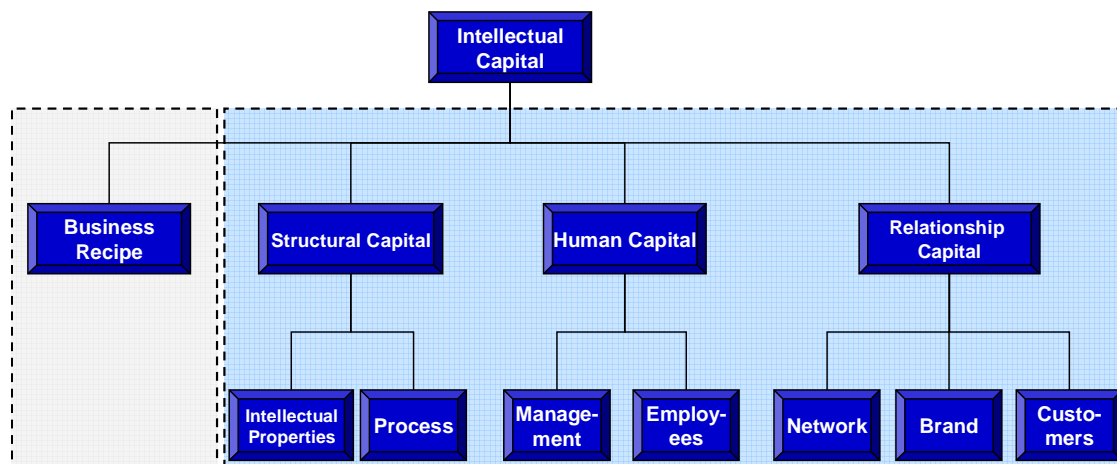 Intellectual
Capital
Business
Recipe
Structural Capital
Human Capital
Relationship
Capital
Intellectual
Properties
Process
Manage-
ment
Employ-
ees
Network
Brand
Custo-
mers